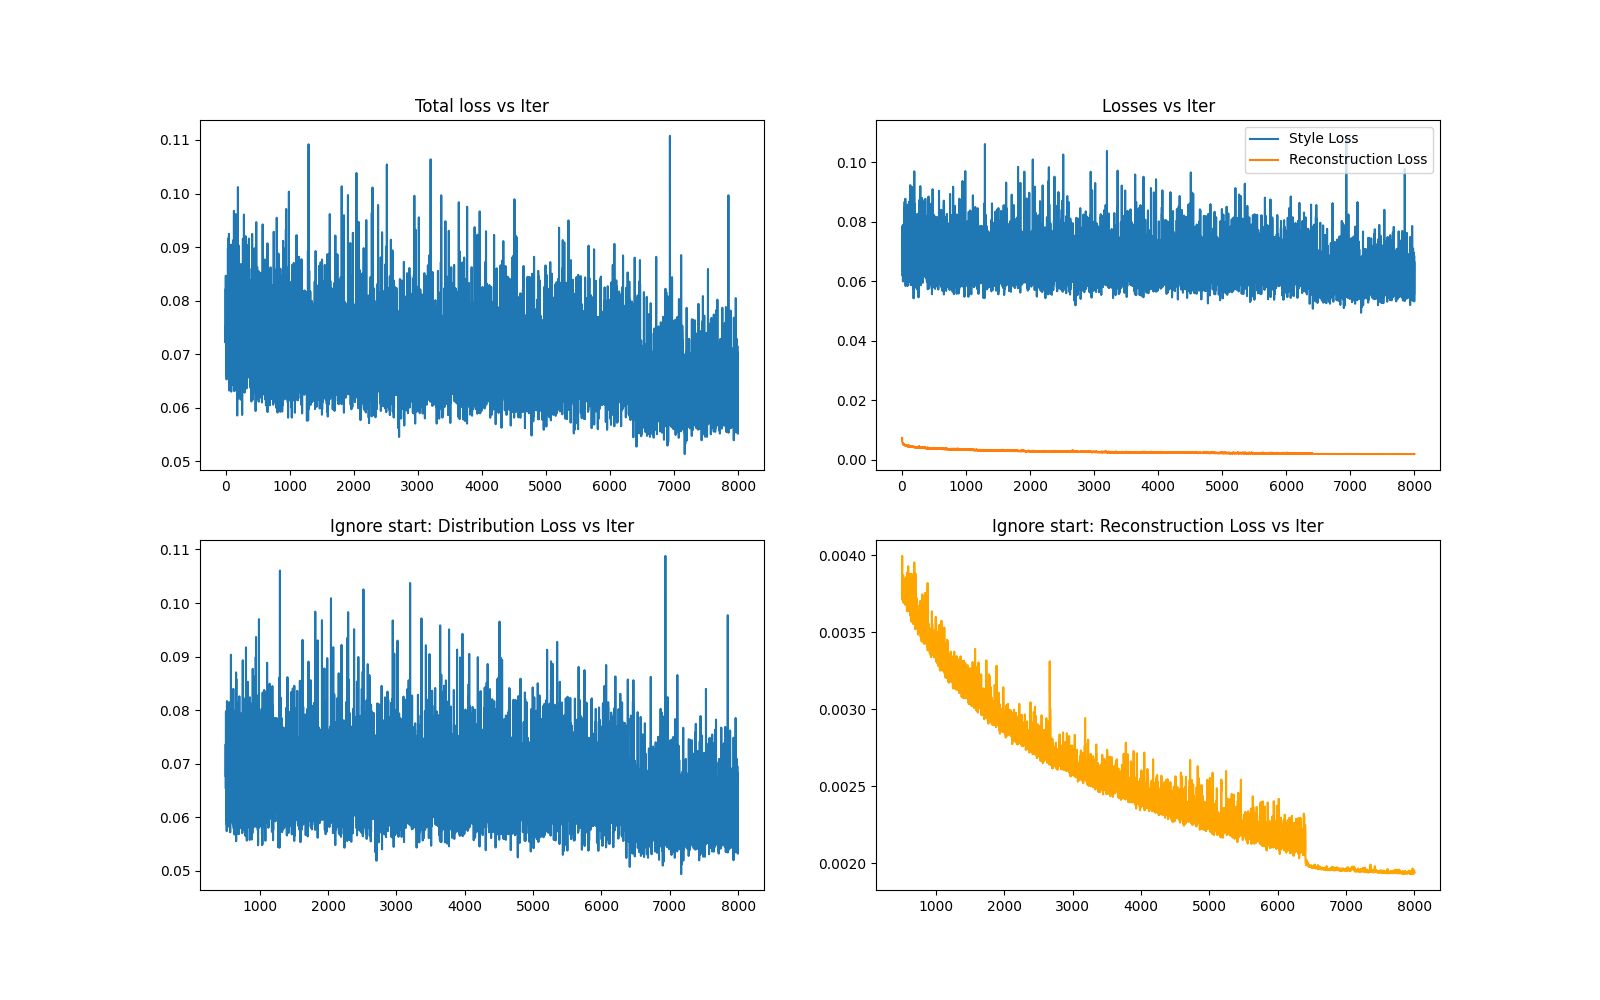 Total loss vs Iter
0.11
0.10
0.09
0.08
0.07
0.06
0.05
0 1000 2000 3000 4000 5000 6000 7000 8000
Losses vs Iter
Style Loss
Reconstruction Loss
0.10
0.08
0.06
0.04
0.02
0.00
0 1000 2000 3000 4000 5000 6000 7000 8000
Ignore start: Distribution Loss vs Iter
0.11
0.10
0.09
0.08
0.07
0.06
0.05
1000 2000 3000 4000 5000 6000 7000 8000
Ignore start: Reconstruction Loss vs Iter
0.0040
0.0035
0.0030
0.0025
0.0020
1000 2000 3000 4000 5000 6000 7000 8000